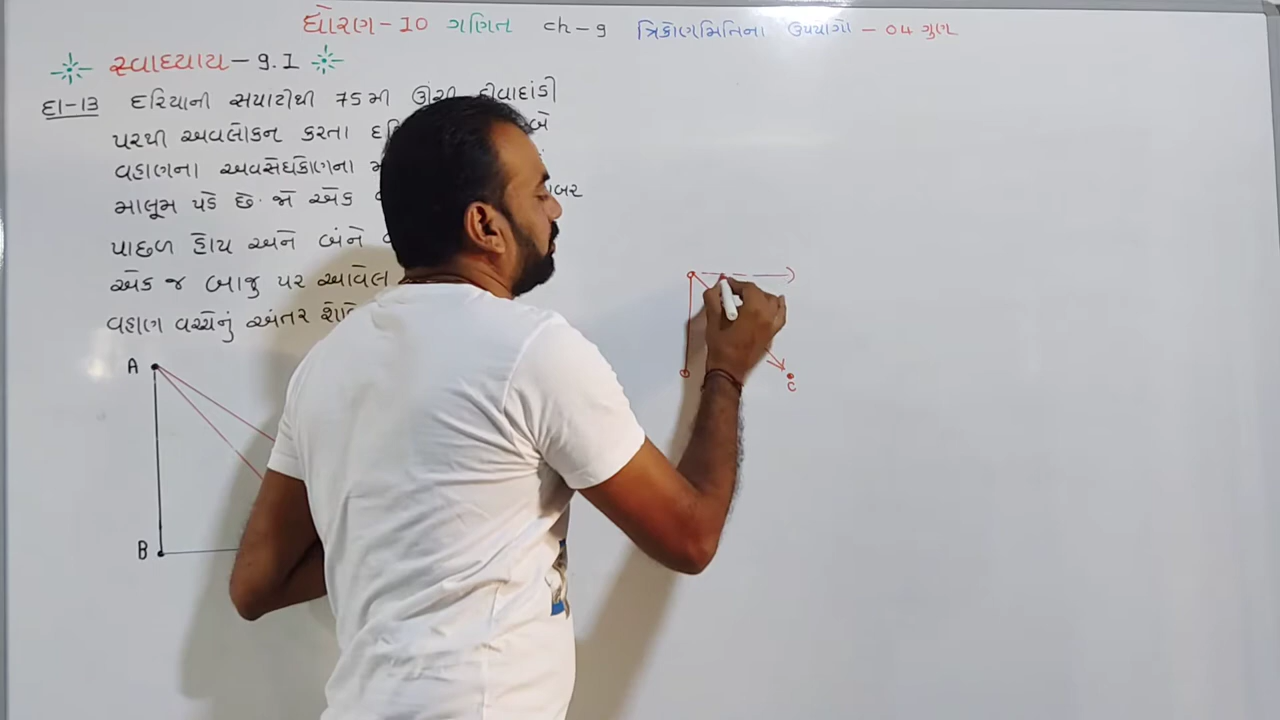 ધોરણ-10 ગણિત ch-9 ત્રિકોણમિતિના ઉપયોગો - 04 ગુણ
સ્વાધ્યાય-9.1
દા-13 દરિયાની સપાટીથી 75મી ઊંચી દીવાદાંડી
પરથી અવલોકન કરતા બે
વહાણના અવસેધકોણના
માલૂમ પડે છે. જો એક
પાછળ હોય અને બંને
એક જ બાજુ પર આવેલ
વહાણ વચ્ચેનું અંતર
A
C
B